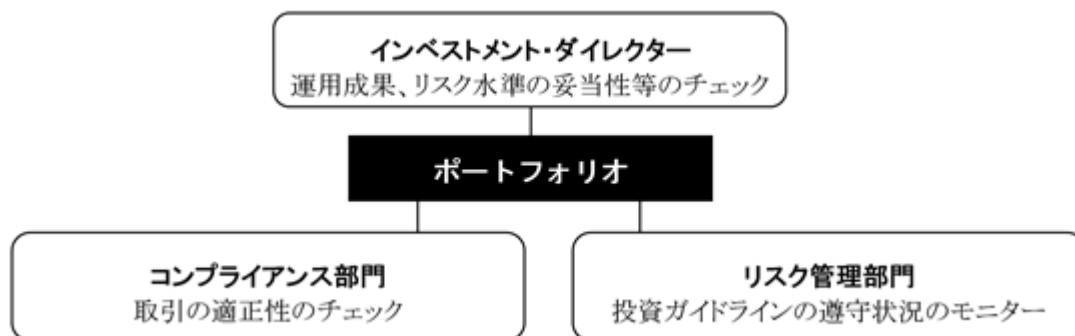 インベストメント・ダイレクター
運用成果、リスク水準の妥当性等のチェック
ポートフォリオ
コンプライアンス部門
取引の適正性のチェック
リスク管理部門
投資ガイドラインの遵守状況のモニター